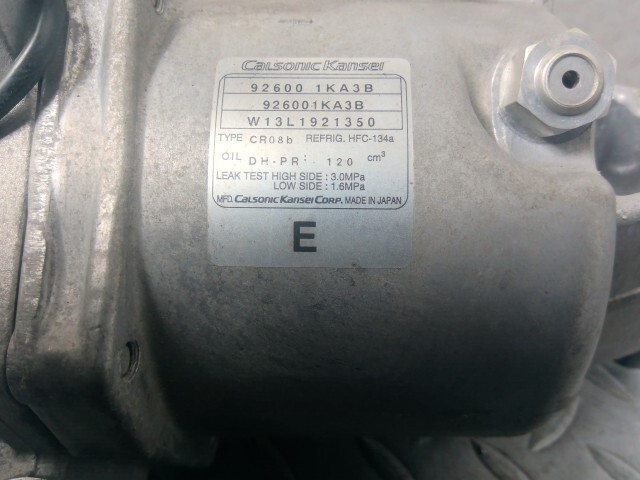 Calsonic Kansei
92600 1KA3B
926001KA3B
W13L1921350
TYPE CR08b REFRIG. HFC-134a
OIL DH-PR: 120 cm³
LEAK TEST HIGH SIDE : 3.0MPa
LOW SIDE : 1.6MPa
MFD. CALSONIC KANSEI CORP. MADE IN JAPAN
E